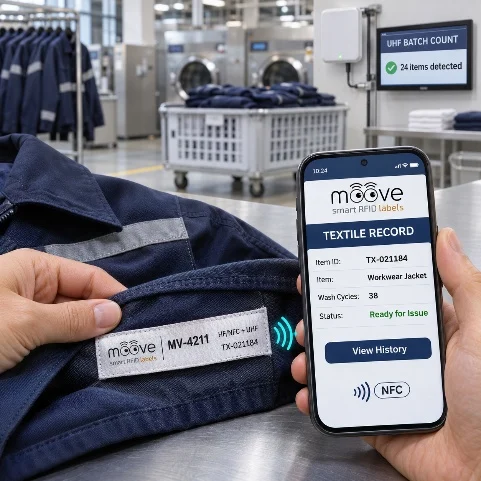 UHF BATCH COUNT
24 items detected
10:24
moove
smart RFID labels
TEXTILE RECORD
Item ID: TX-021184
Item: Workwear Jacket
Wash Cycles: 38
Status: Ready for Issue
View History
NFC
moove
smart RFID labels
MV-4211
HF/NFC + UHF
TX-021184